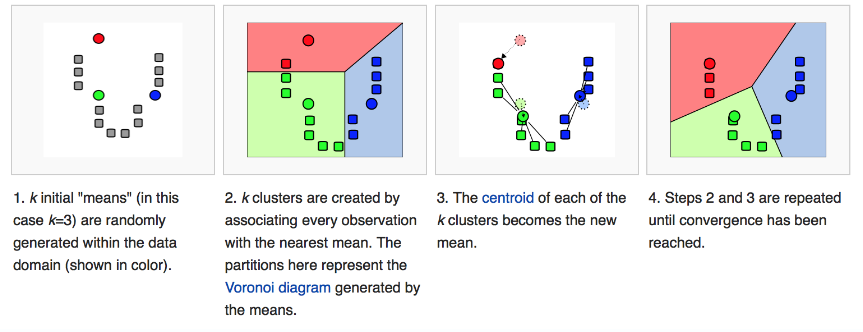 1. k initial "means" (in this
case k=3) are randomly
generated within the data
domain (shown in color).
2. k clusters are created by
associating every observation
with the nearest mean. The
partitions here represent the
Voronoi diagram generated by
the means.
3. The centroid of each of the
k clusters becomes the new
mean.
4. Steps 2 and 3 are repeated
until convergence has been
reached.